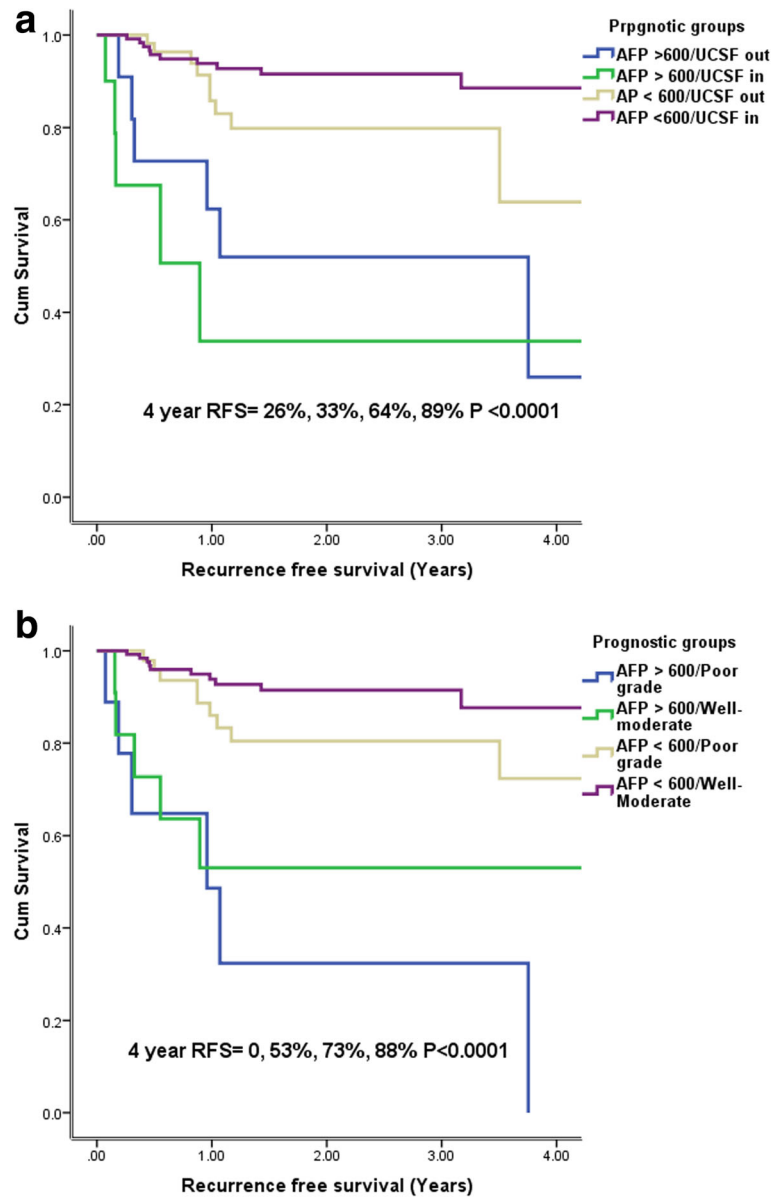 a
Prpgnotic groups
AFP >600/UCSF out
AFP > 600/UCSF in
AP < 600/UCSF out
AFP <600/UCSF in
1.0
0.8
0.6
0.4
0.2
0.0
Cum Survival
4 year RFS= 26%, 33%, 64%, 89% P <0.0001
.00 1.00 2.00 3.00 4.00
Recurrence free survival (Years)
b
Prognostic groups
AFP > 600/Poor
grade
AFP > 600/Well-
moderate
AFP < 600/Poor
grade
AFP < 600/Well-
Moderate
1.0
0.8
0.6
0.4
0.2
0.0
Cum Survival
4 year RFS= 0, 53%, 73%, 88% P<0.0001
.00 1.00 2.00 3.00 4.00
Recurrence free survival (Years)